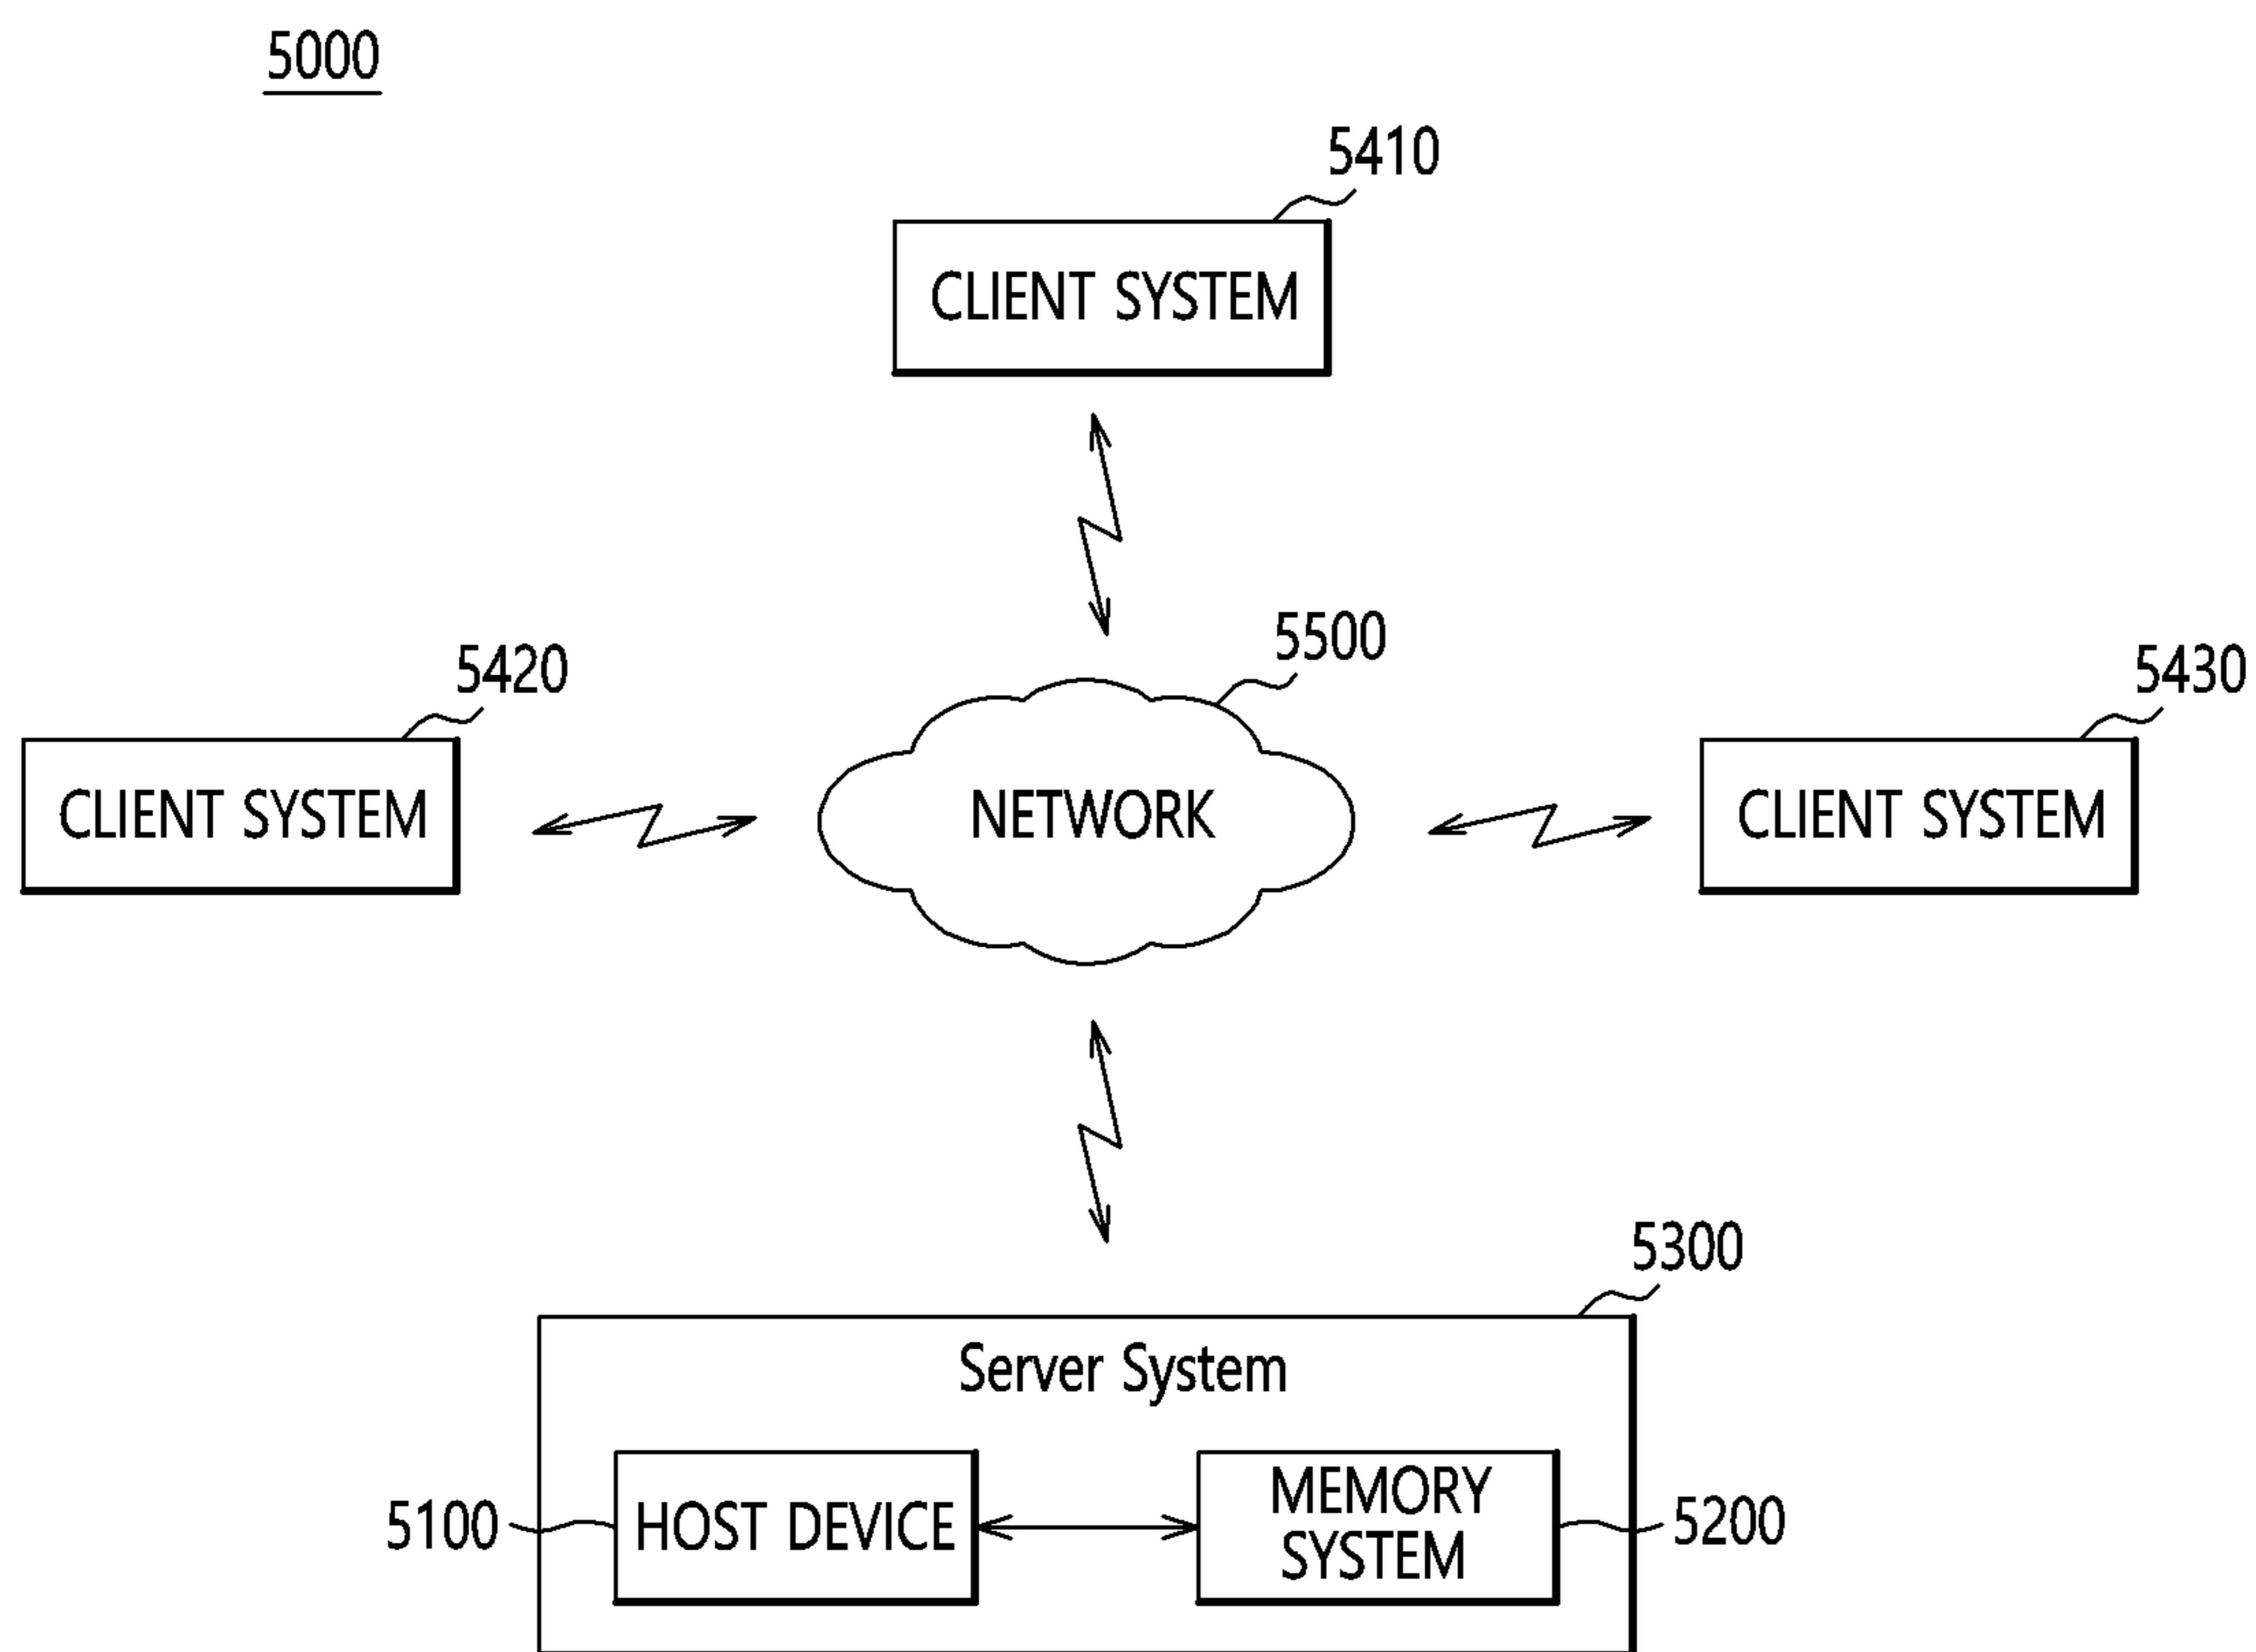 5000
5410
CLIENT SYSTEM
5500
5420
5430
CLIENT SYSTEM
NETWORK
CLIENT SYSTEM
5300
Server System
5100
HOST DEVICE
MEMORY
SYSTEM
5200